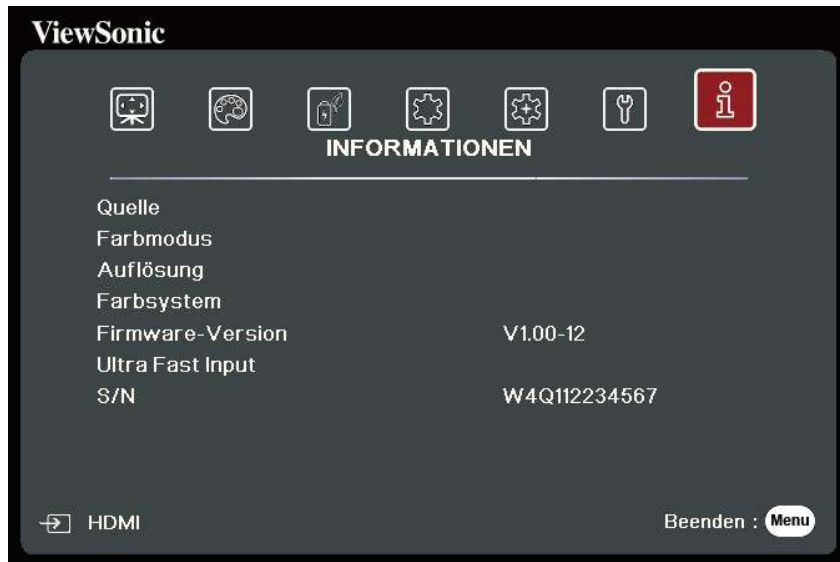 ViewSonic
INFORMATIONEN
Quelle
Farbmodus
Auflösung
Farbsystem
Firmware-Version V1.00-12
Ultra Fast Input
S/N W4Q112234567
HDMI Beenden : Menu